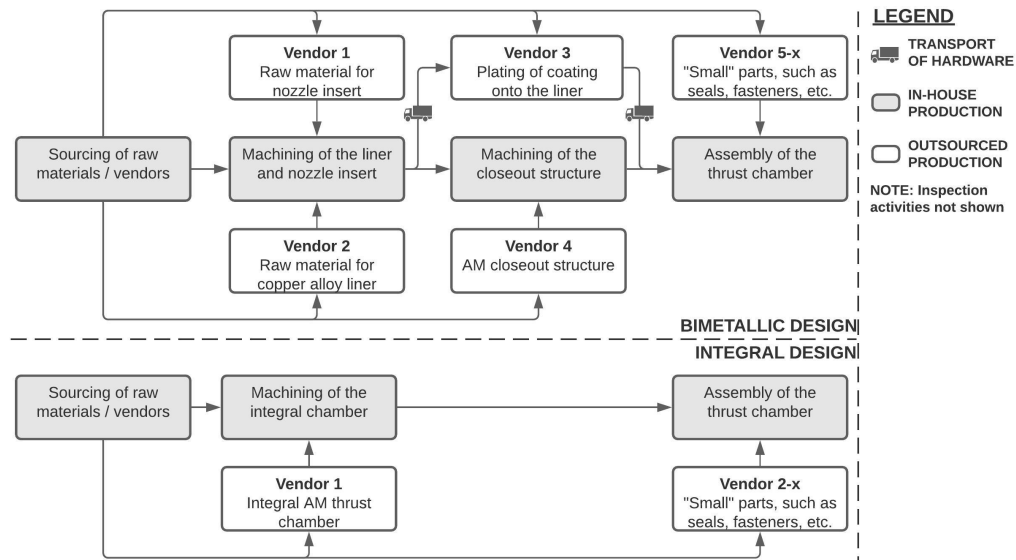 LEGEND
TRANSPORT
OF HARDWARE
IN-HOUSE
PRODUCTION
OUTSOURCED
PRODUCTION
NOTE: Inspection
activities not shown
Vendor 1
Raw material for
nozzle insert
Vendor 3
Plating of coating
onto the liner
Vendor 5-x
"Small" parts, such as
seals, fasteners, etc.
Sourcing of raw
materials / vendors
Machining of the liner
and nozzle insert
Machining of the
closeout structure
Assembly of the
thrust chamber
Vendor 2
Raw material for
copper alloy liner
Vendor 4
AM closeout structure
BIMETALLIC DESIGN
INTEGRAL DESIGN
Sourcing of raw
materials / vendors
Machining of the
integral chamber
Assembly of the
thrust chamber
Vendor 1
Integral AM thrust
chamber
Vendor 2-x
"Small" parts, such as
seals, fasteners, etc.